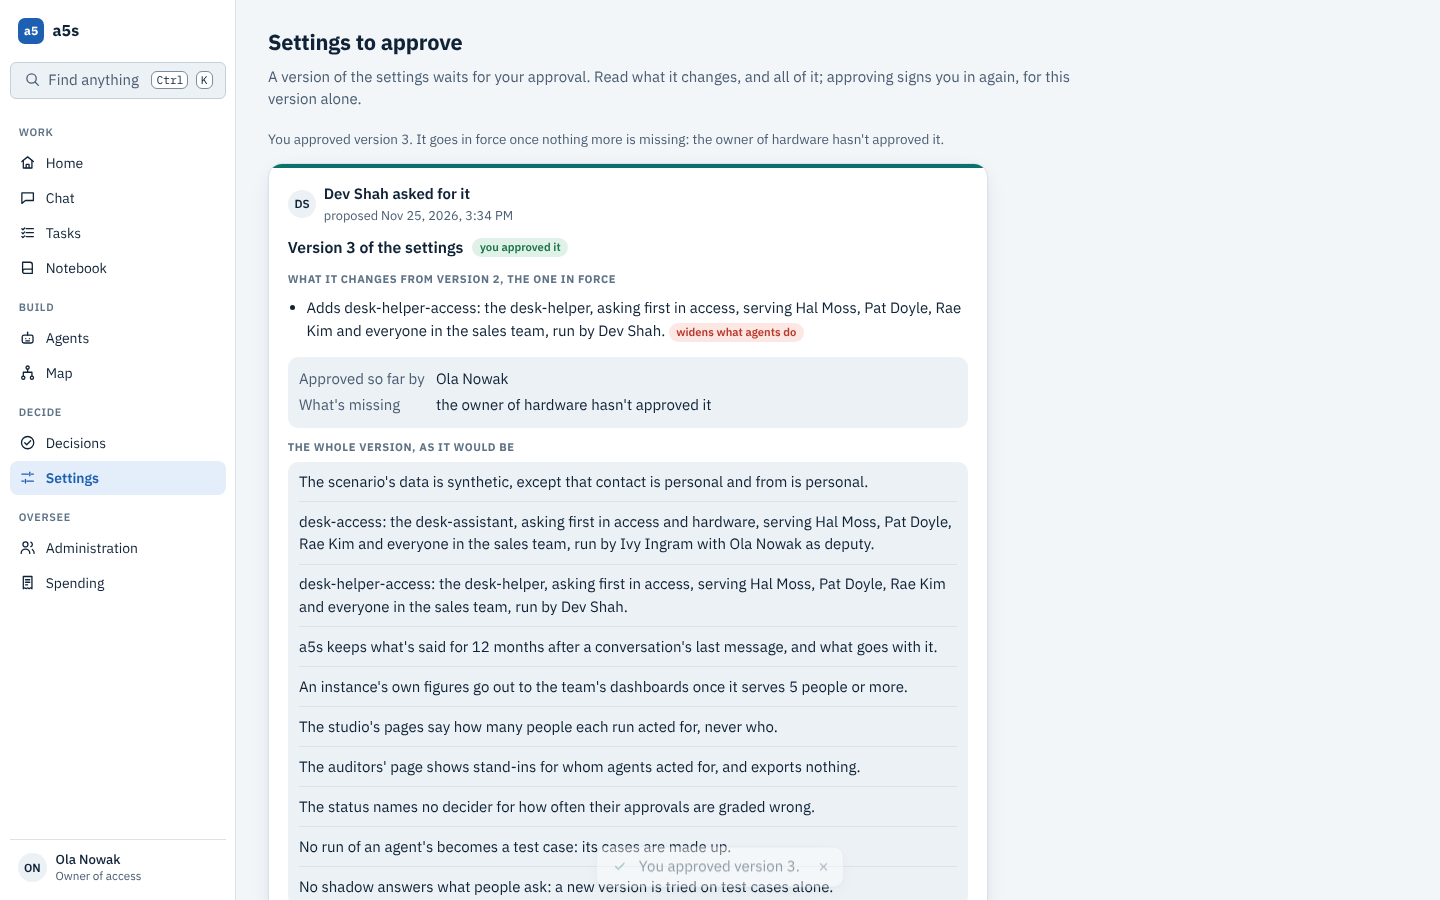 a5 a5s
Find anything Ctrl K
WORK
Home
Chat
Tasks
Notebook
BUILD
Agents
Map
DECIDE
Decisions
Settings
OVERSEE
Administration
Spending
ON Ola Nowak
Owner of access
Settings to approve
A version of the settings waits for your approval. Read what it changes, and all of it; approving signs you in again, for this
version alone.
You approved version 3. It goes in force once nothing more is missing: the owner of hardware hasn't approved it.
DS Dev Shah asked for it
proposed Nov 25, 2026, 3:34 PM
Version 3 of the settings you approved it
WHAT IT CHANGES FROM VERSION 2, THE ONE IN FORCE
• Adds desk-helper-access: the desk-helper, asking first in access, serving Hal Moss, Pat Doyle, Rae
Kim and everyone in the sales team, run by Dev Shah. widens what agents do
Approved so far by Ola Nowak
What's missing the owner of hardware hasn't approved it
THE WHOLE VERSION, AS IT WOULD BE
The scenario's data is synthetic, except that contact is personal and from is personal.
desk-access: the desk-assistant, asking first in access and hardware, serving Hal Moss, Pat Doyle,
Rae Kim and everyone in the sales team, run by Ivy Ingram with Ola Nowak as deputy.
desk-helper-access: the desk-helper, asking first in access, serving Hal Moss, Pat Doyle, Rae Kim
and everyone in the sales team, run by Dev Shah.
a5s keeps what's said for 12 months after a conversation's last message, and what goes with it.
An instance's own figures go out to the team's dashboards once it serves 5 people or more.
The studio's pages say how many people each run acted for, never who.
The auditors' page shows stand-ins for whom agents acted for, and exports nothing.
The status names no decider for how often their approvals are graded wrong.
No run of an agent's becomes a test case: its cases are made up.
You approved version 3. ×
No shadow answers what people ask: a new version is tried on test cases alone.